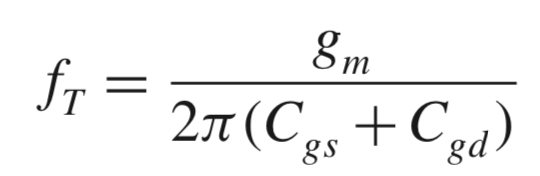 f_T = g_m / 2π(C_gs + C_gd)